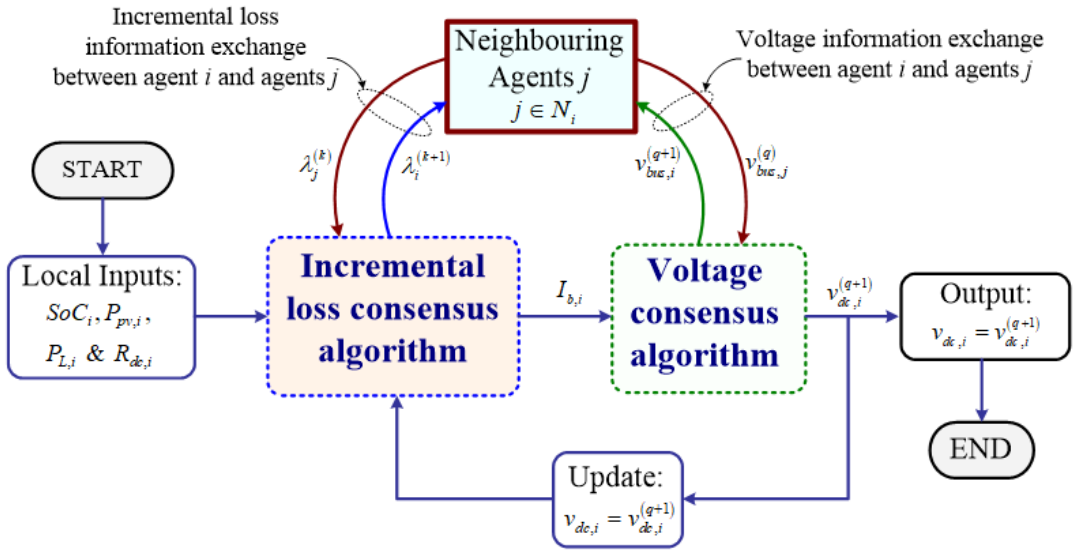 Incremental loss
information exchange
between agent i and agents j
Neighbouring
Agents j
j ∈ N_i
Voltage information exchange
between agent i and agents j
λ_j^(k)
λ_i^(k+1)
v_bus,i^(q+1)
v_bus,j^(q)
START
Local Inputs:
SoC_i, P_pv,i,
P_L,i & R_dc,i
Incremental
loss consensus
algorithm
I_b,i
Voltage
consensus
algorithm
v_dc,i^(q+1)
Output:
v_dc,i = v_dc,i^(q+1)
END
Update:
v_dc,i = v_dc,i^(q+1)